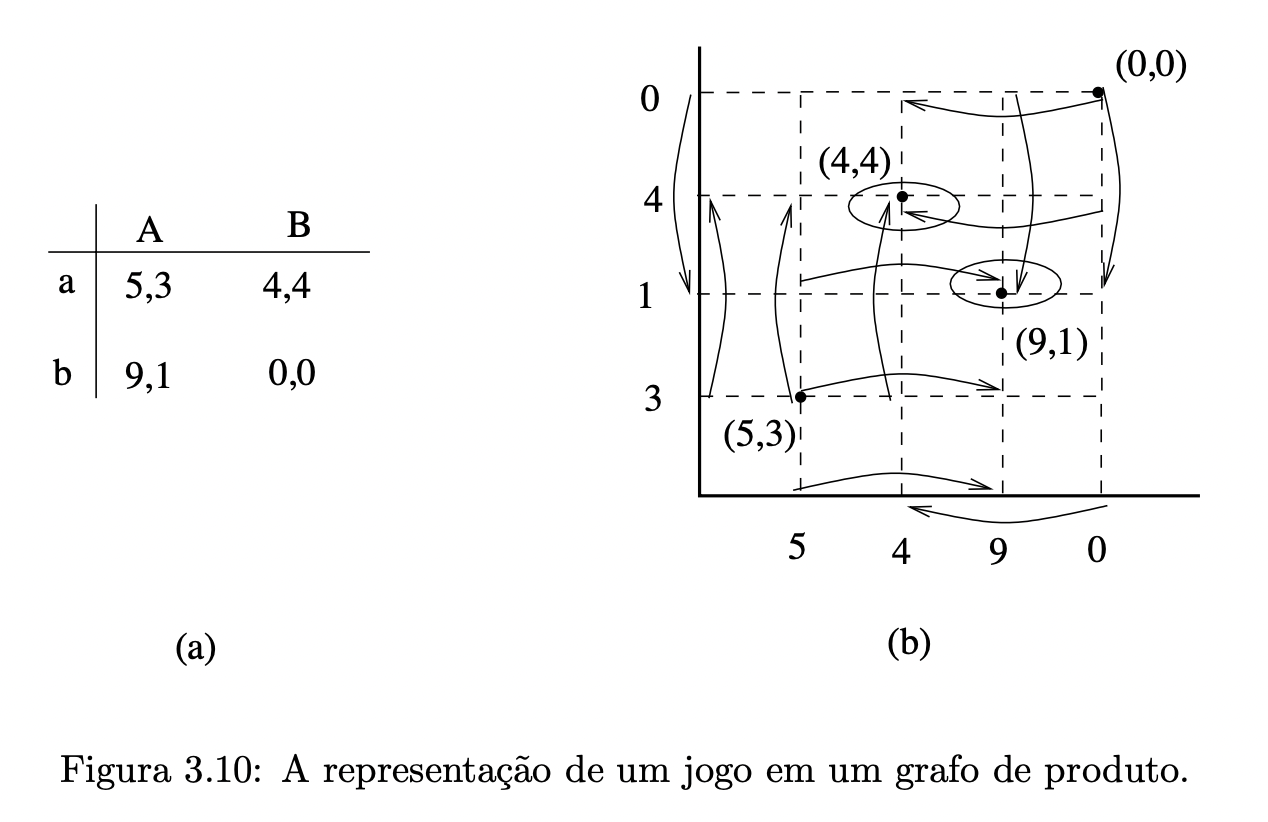 A B
a 5,3 4,4
b 9,1 0,0
(a)
(0,0)
0
(4,4)
4
1
(9,1)
3
(5,3)
5 4 9 0
(b)
Figura 3.10: A representação de um jogo em um grafo de produto.